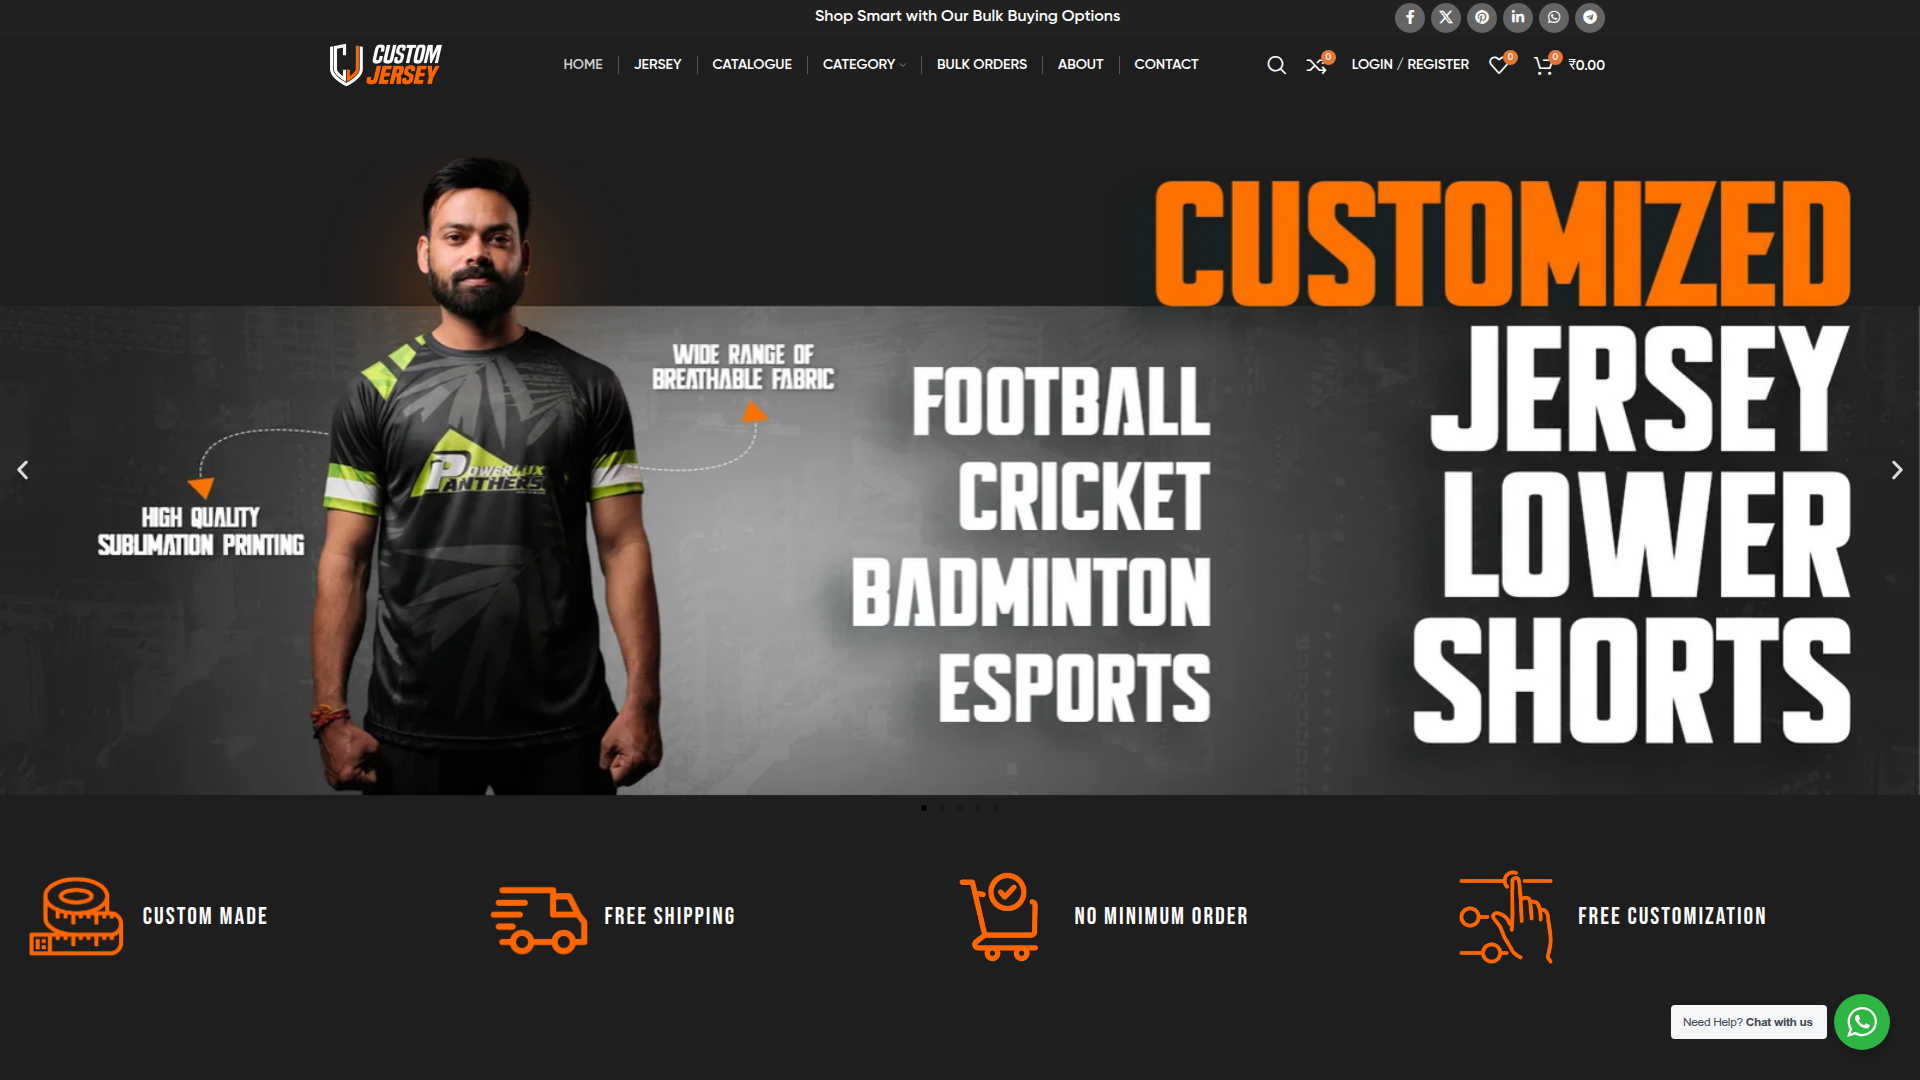 Shop Smart with Our Bulk Buying Options
CUSTOM
JERSEY
HOME
JERSEY
CATALOGUE
CATEGORY
BULK ORDERS
ABOUT
CONTACT
0
LOGIN / REGISTER
0
0
₹0.00
CUSTOMIZED
JERSEY
LOWER
SHORTS
WIDE RANGE OF
BREATHABLE FABRIC
FOOTBALL
CRICKET
BADMINTON
ESPORTS
POWERLUX
PANTHERS
HIGH QUALITY
SUBLIMATION PRINTING
CUSTOM MADE
FREE SHIPPING
NO MINIMUM ORDER
FREE CUSTOMIZATION
Need Help? Chat with us